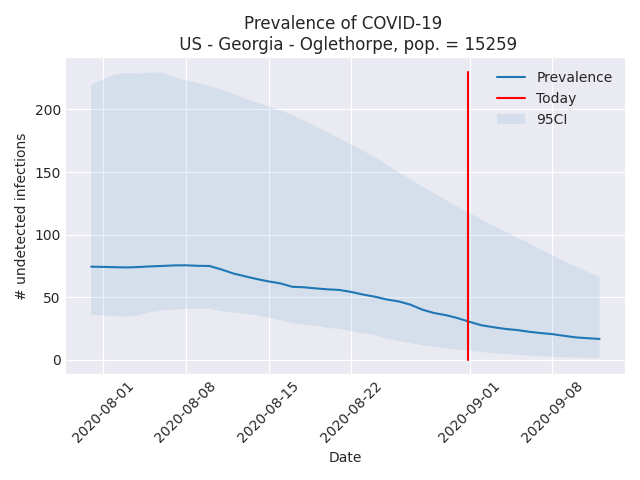 Prevalence of COVID-19
US - Georgia - Oglethorpe, pop. = 15259
Prevalence
Today
95CI
# undetected infections
200
150
100
50
0
2020-08-01
2020-08-08
2020-08-15
2020-08-22
2020-09-01
2020-09-08
Date